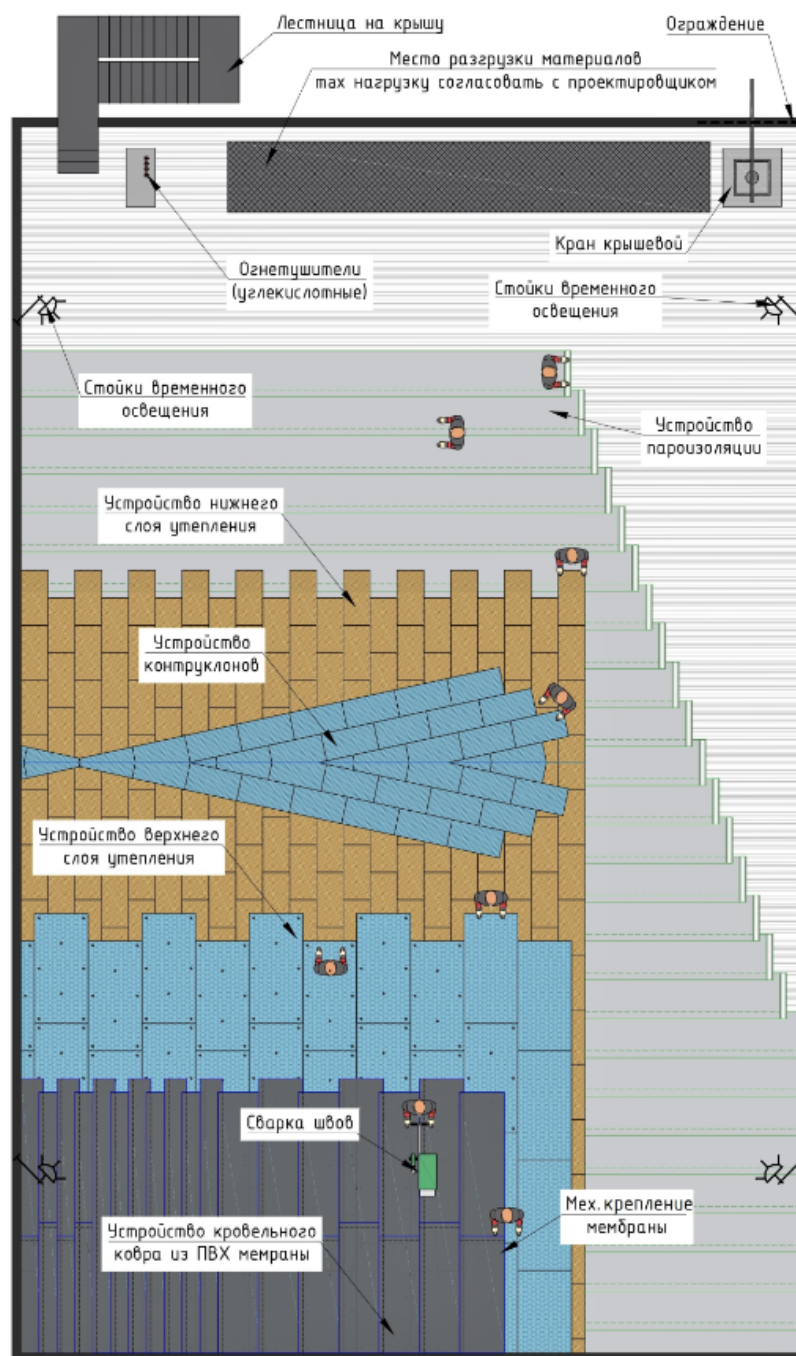 Лестница на крышу
Ограждение
Место разгрузки материалов
max нагрузку согласовать с проектировщиком
Кран крышевой
Огнетушители
(углекислотные)
Стойки временного
освещения
Стойки временного
освещения
Устройство
пароизоляции
Устройство нижнего
слоя утепления
Устройство
контруклонов
Устройство верхнего
слоя утепления
Сварка швов
Мех.крепление
мембраны
Устройство кровельного
ковра из ПВХ мемраны